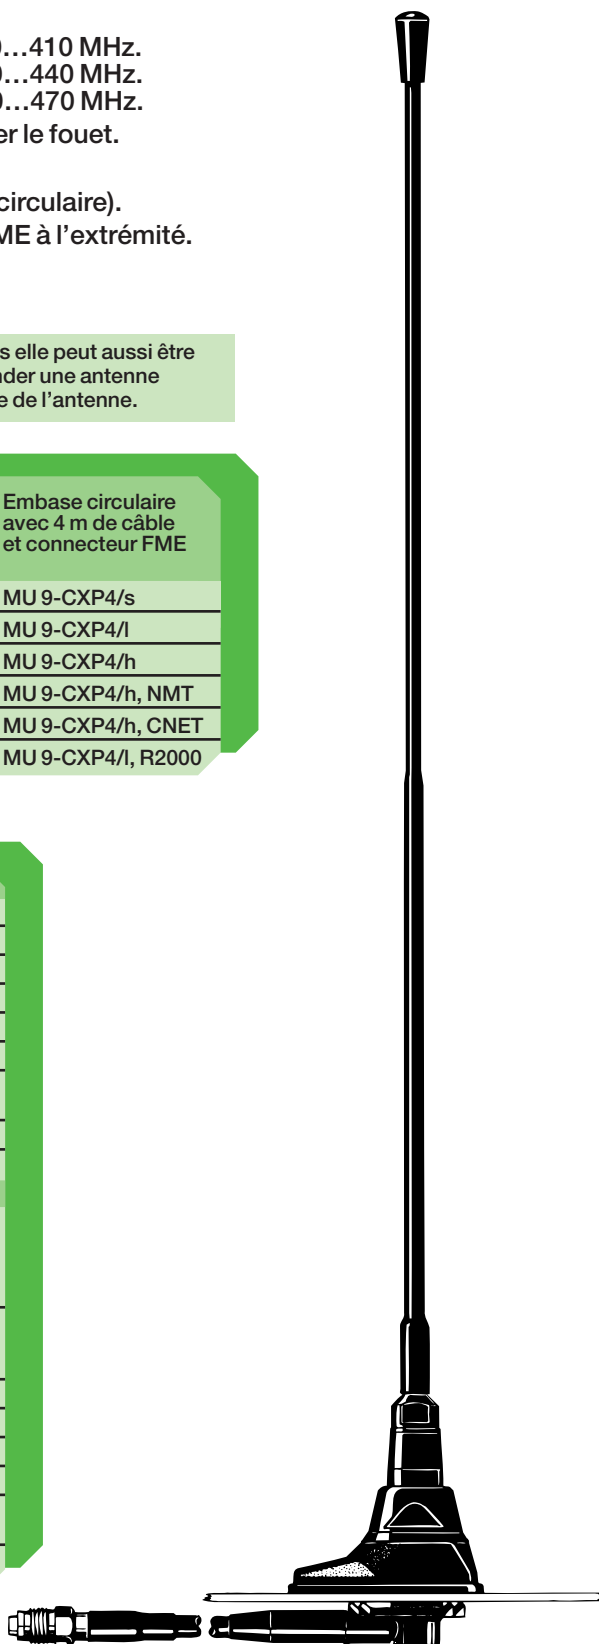 …410 MHz.
…440 MHz.
…470 MHz.
er le fouet.
circulaire).
ME à l’extrémité.
s elle peut aussi être
nder une antenne
e de l’antenne.
Embase circulaire
avec 4 m de câble
et connecteur FME
MU 9-CXP4/s
MU 9-CXP4/l
MU 9-CXP4/h
MU 9-CXP4/h, NMT
MU 9-CXP4/h, CNET
MU 9-CXP4/l, R2000